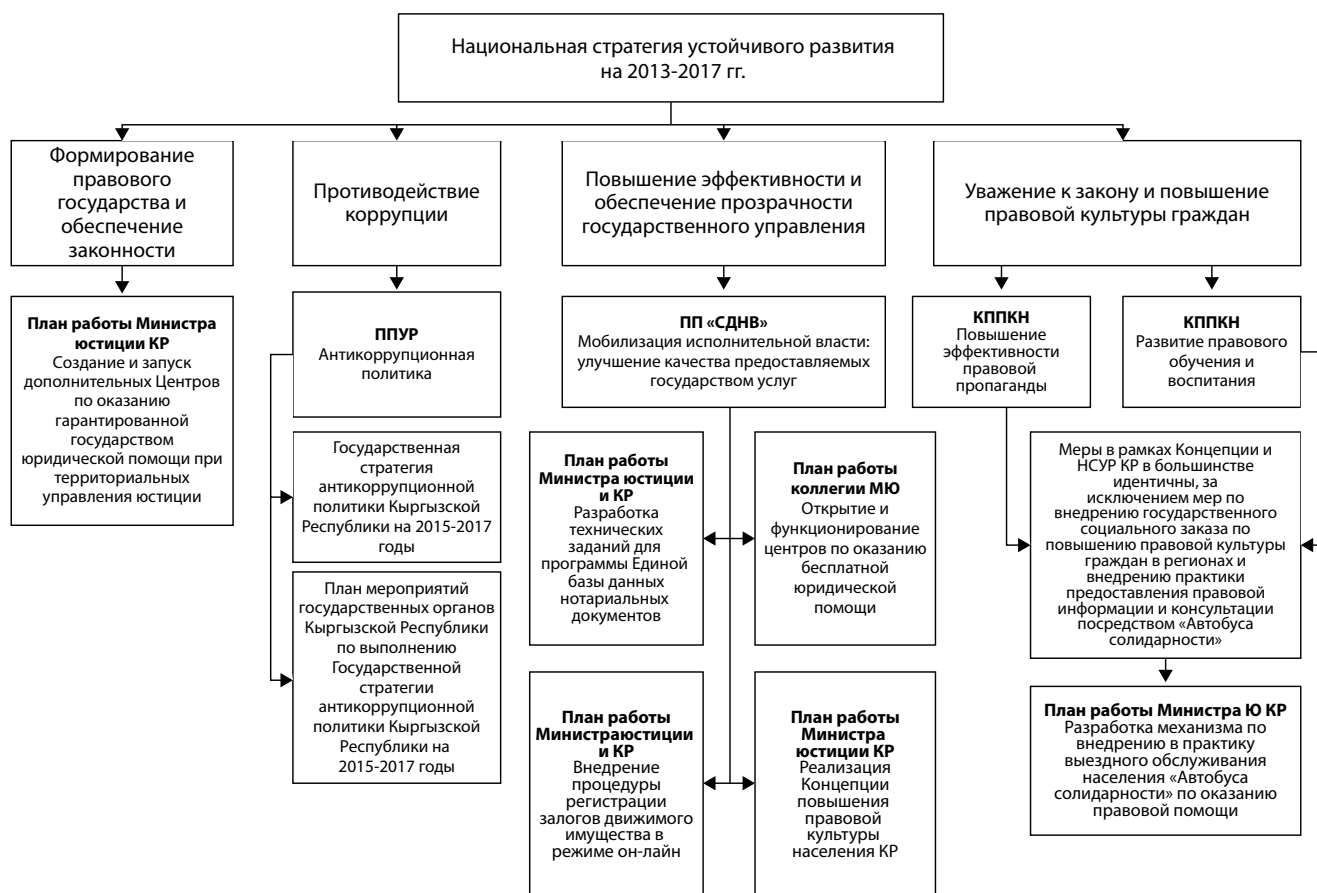 Национальная стратегия устойчивого развития
на 2013-2017 гг.
Формирование
правового
государства и
обеспечение
законности
Противодействие
коррупции
Повышение эффективности и
обеспечение прозрачности
государственного управления
Уважение к закону и повышение
правовой культуры граждан
План работы Министра
юстиции КР
Создание и запуск
дополнительных Центров
по оказанию
гарантированной
государством
юридической помощи при
территориальных
управления юстиции
ППУР
Антикоррупционная
политика
ПП «СДНВ»
Мобилизация исполнительной власти:
улучшение качества предоставляемых
государством услуг
КППКН
Повышение
эффективности
правовой
пропаганды
КППКН
Развитие правового
обучения и
воспитания
Государственная
стратегия
антикоррупционной
политики Кыргызской
Республики на 2015-2017
годы
План мероприятий
государственных органов
Кыргызской Республики
по выполнению
Государственной
стратегии
антикоррупционной
политики Кыргызской
Республики на
2015-2017 годы
План работы
Министра юстиции
и КР
Разработка
технических
заданий для
программы Единой
базы данных
нотариальных
документов
План работы
коллегии МЮ
Открытие и
функционирование
центров по оказанию
бесплатной
юридической
помощи
План работы
Министраюстиции
и КР
Внедрение
процедуры
регистрации
залогов движимого
имущества в
режиме он-лайн
План работы
Министра
юстиции КР
Реализация
Концепции
повышения
правовой
культуры
населения КР
Меры в рамках Концепции и
НСУР КР в большинстве
идентичны, за
исключением мер по
внедрению государственного
социального заказа по
повышению правовой культуры
граждан в регионах и
внедрению практики
предоставления правовой
информации и консультации
посредством «Автобуса
солидарности»
План работы Министра Ю КР
Разработка механизма по
внедрению в практику
выездного обслуживания
населения «Автобуса
солидарности» по оказанию
правовой помощи